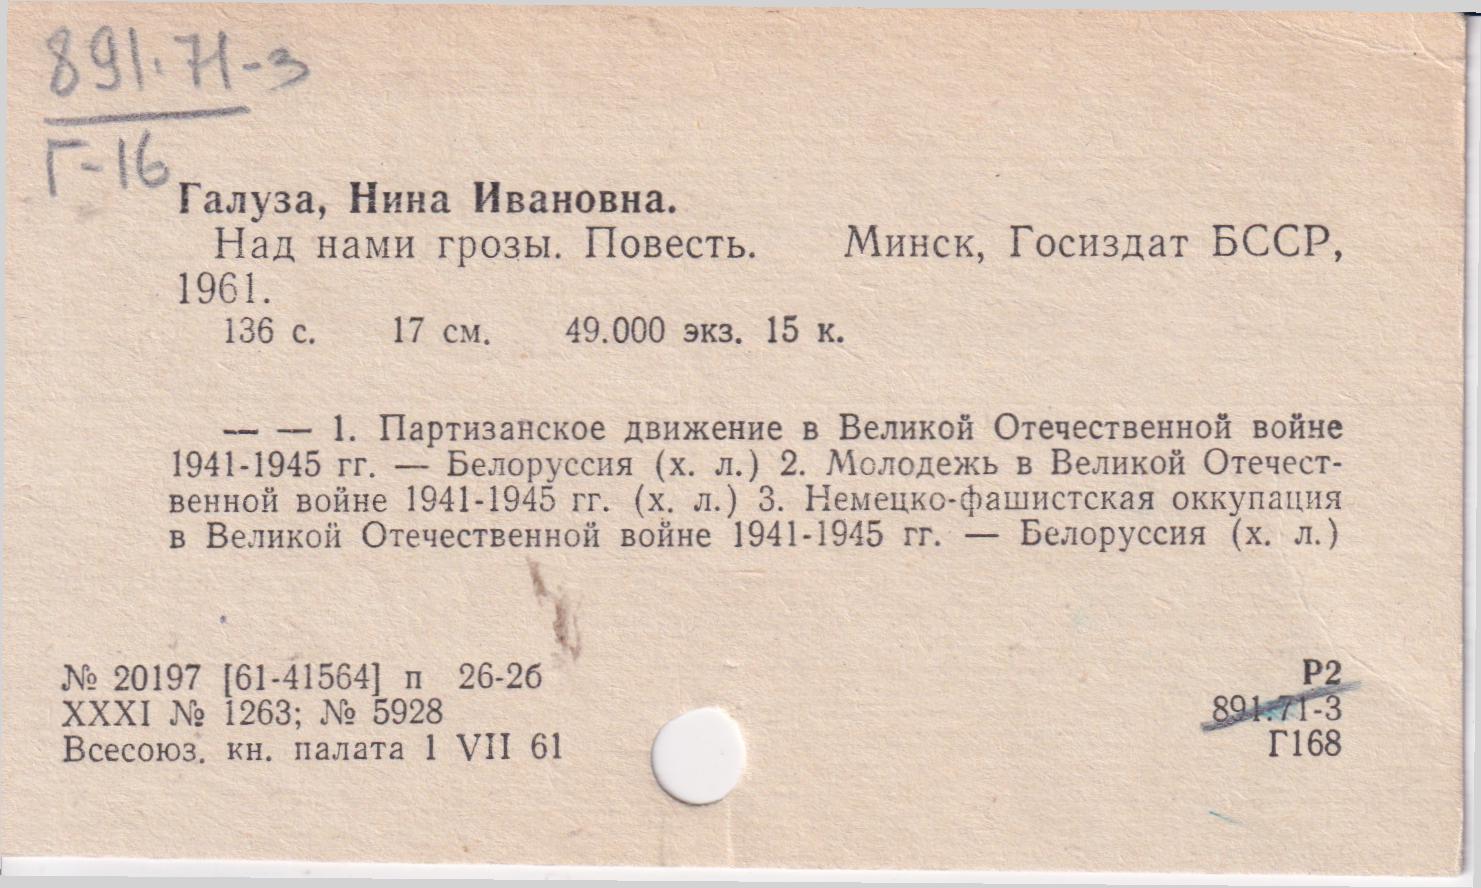 891.71-3
Г-16
Галуза, Нина Ивановна.
Над нами грозы. Повесть. Минск, Госиздат БССР,
1961.
136 с. 17 см. 49.000 экз. 15 к.
— — 1. Партизанское движение в Великой Отечественной войне
1941-1945 гг. — Белоруссия (х. л.) 2. Молодежь в Великой Отечест-
венной войне 1941-1945 гг. (х. л.) 3. Немецко-фашистская оккупация
в Великой Отечественной войне 1941-1945 гг. — Белоруссия (х. л.)
№ 20197 [61-41564] п 26-2б
XXXI № 1263; № 5928
Всесоюз. кн. палата 1 VII 61
Р2
891.71-3
Г168